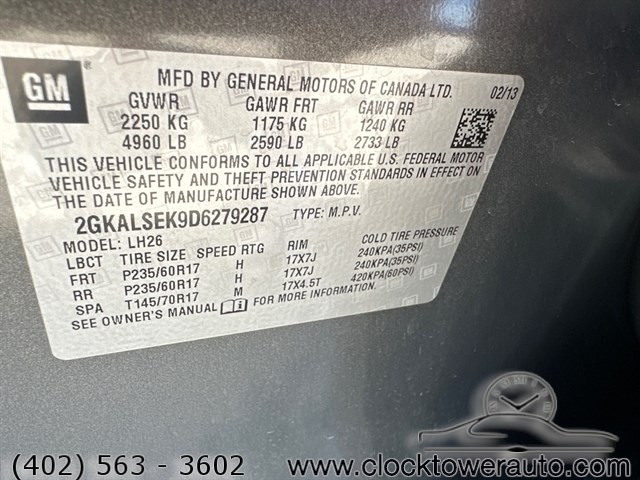 GM
MFD BY GENERAL MOTORS OF CANADA LTD. 02/13
GVWR GAWR FRT GAWR RR
2250 KG 1175 KG 1240 KG
4960 LB 2590 LB 2733 LB
THIS VEHICLE CONFORMS TO ALL APPLICABLE U.S. FEDERAL MOTOR
VEHICLE SAFETY AND THEFT PREVENTION STANDARDS IN EFFECT ON
THE DATE OF MANUFACTURE SHOWN ABOVE.
2GKALSEK9D6279287 TYPE: M.P.V.
MODEL: LH26
LBCT TIRE SIZE SPEED RTG RIM COLD TIRE PRESSURE
FRT P235/60R17 H 17X7J 240KPA(35PSI)
RR P235/60R17 H 17X7J 240KPA(35PSI)
SPA T145/70R17 M 17X4.5T 420KPA(60PSI)
SEE OWNER'S MANUAL FOR MORE INFORMATION.
(402) 563 - 3602 www.clocktowerauto.com